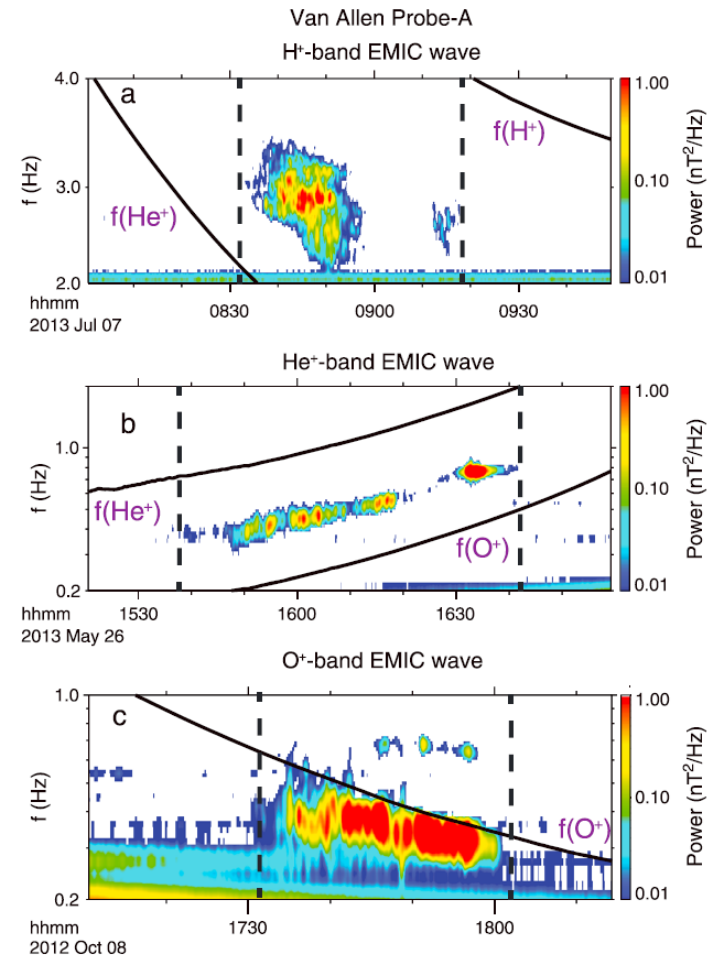 Van Allen Probe-A
H⁺-band EMIC wave
a
f(He⁺)
f(H⁺)
4.0
3.0
2.0
f (Hz)
1.00
0.10
0.01
Power (nT²/Hz)
hhmm
2013 Jul 07
0830 0900 0930
He⁺-band EMIC wave
b
f(He⁺)
f(O⁺)
1.0
0.2
f (Hz)
1.00
0.10
0.01
Power (nT²/Hz)
hhmm
2013 May 26
1530 1600 1630
O⁺-band EMIC wave
c
f(O⁺)
1.0
0.2
f (Hz)
1.00
0.10
0.01
Power (nT²/Hz)
hhmm
2012 Oct 08
1730 1800